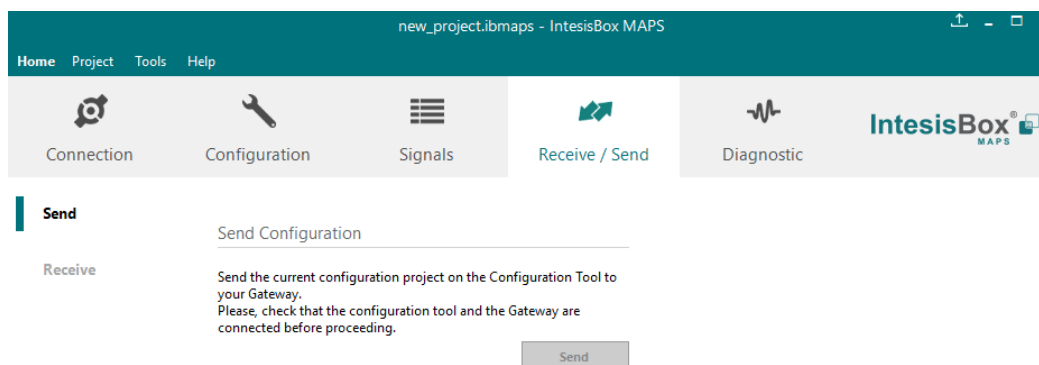 new_project.ibmaps - IntesisBox MAPS
Home Project Tools Help
Connection Configuration Signals Receive / Send Diagnostic
IntesisBox®
MAPS
Send
Send Configuration
Receive
Send the current configuration project on the Configuration Tool to
your Gateway.
Please, check that the configuration tool and the Gateway are
connected before proceeding.
Send